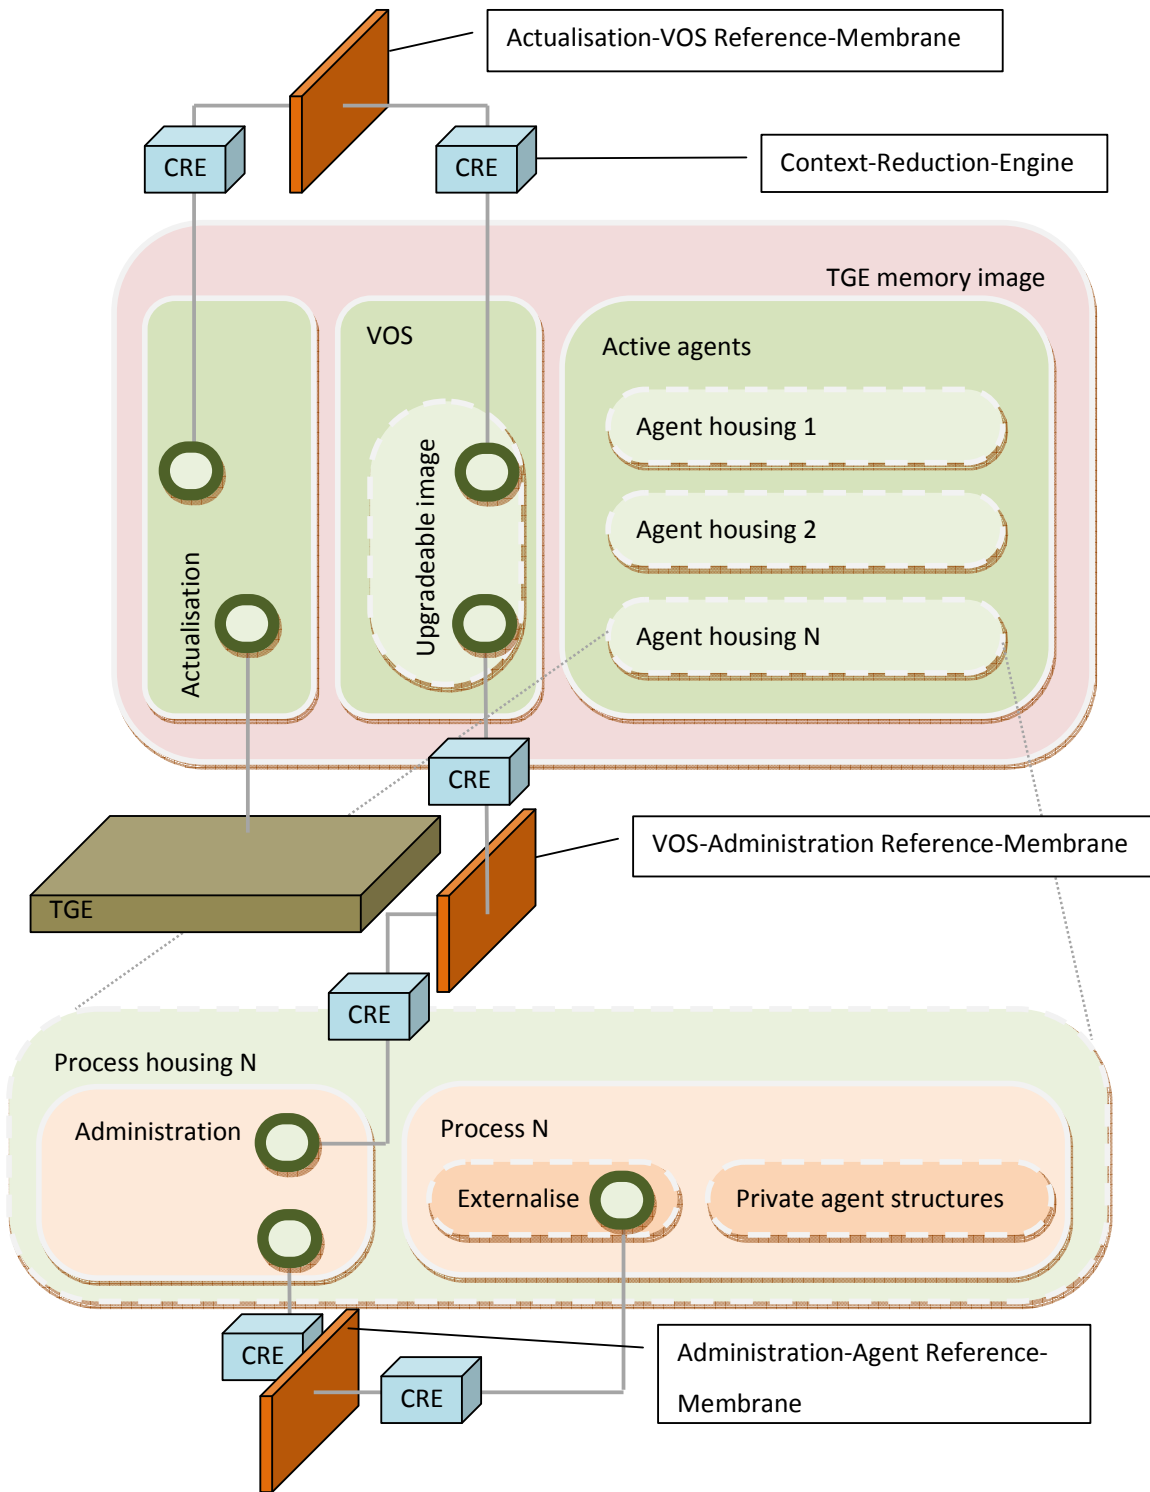 Actualisation-VOS Reference-Membrane
CRE
CRE
Context-Reduction-Engine
TGE memory image
VOS
Active agents
Agent housing 1
Upgradeable image
Agent housing 2
Actualisation
Agent housing N
CRE
VOS-Administration Reference-Membrane
TGE
CRE
Process housing N
Administration
Process N
Externalise
Private agent structures
CRE
Administration-Agent Reference-
Membrane
CRE